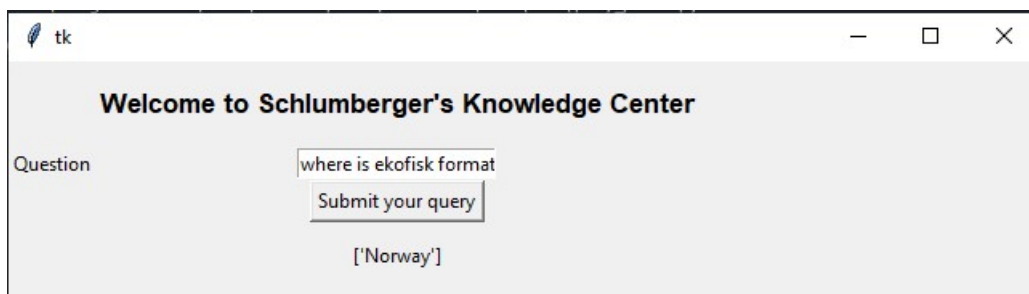 tk
Welcome to Schlumberger's Knowledge Center
Question
where is ekofisk format
Submit your query
['Norway']